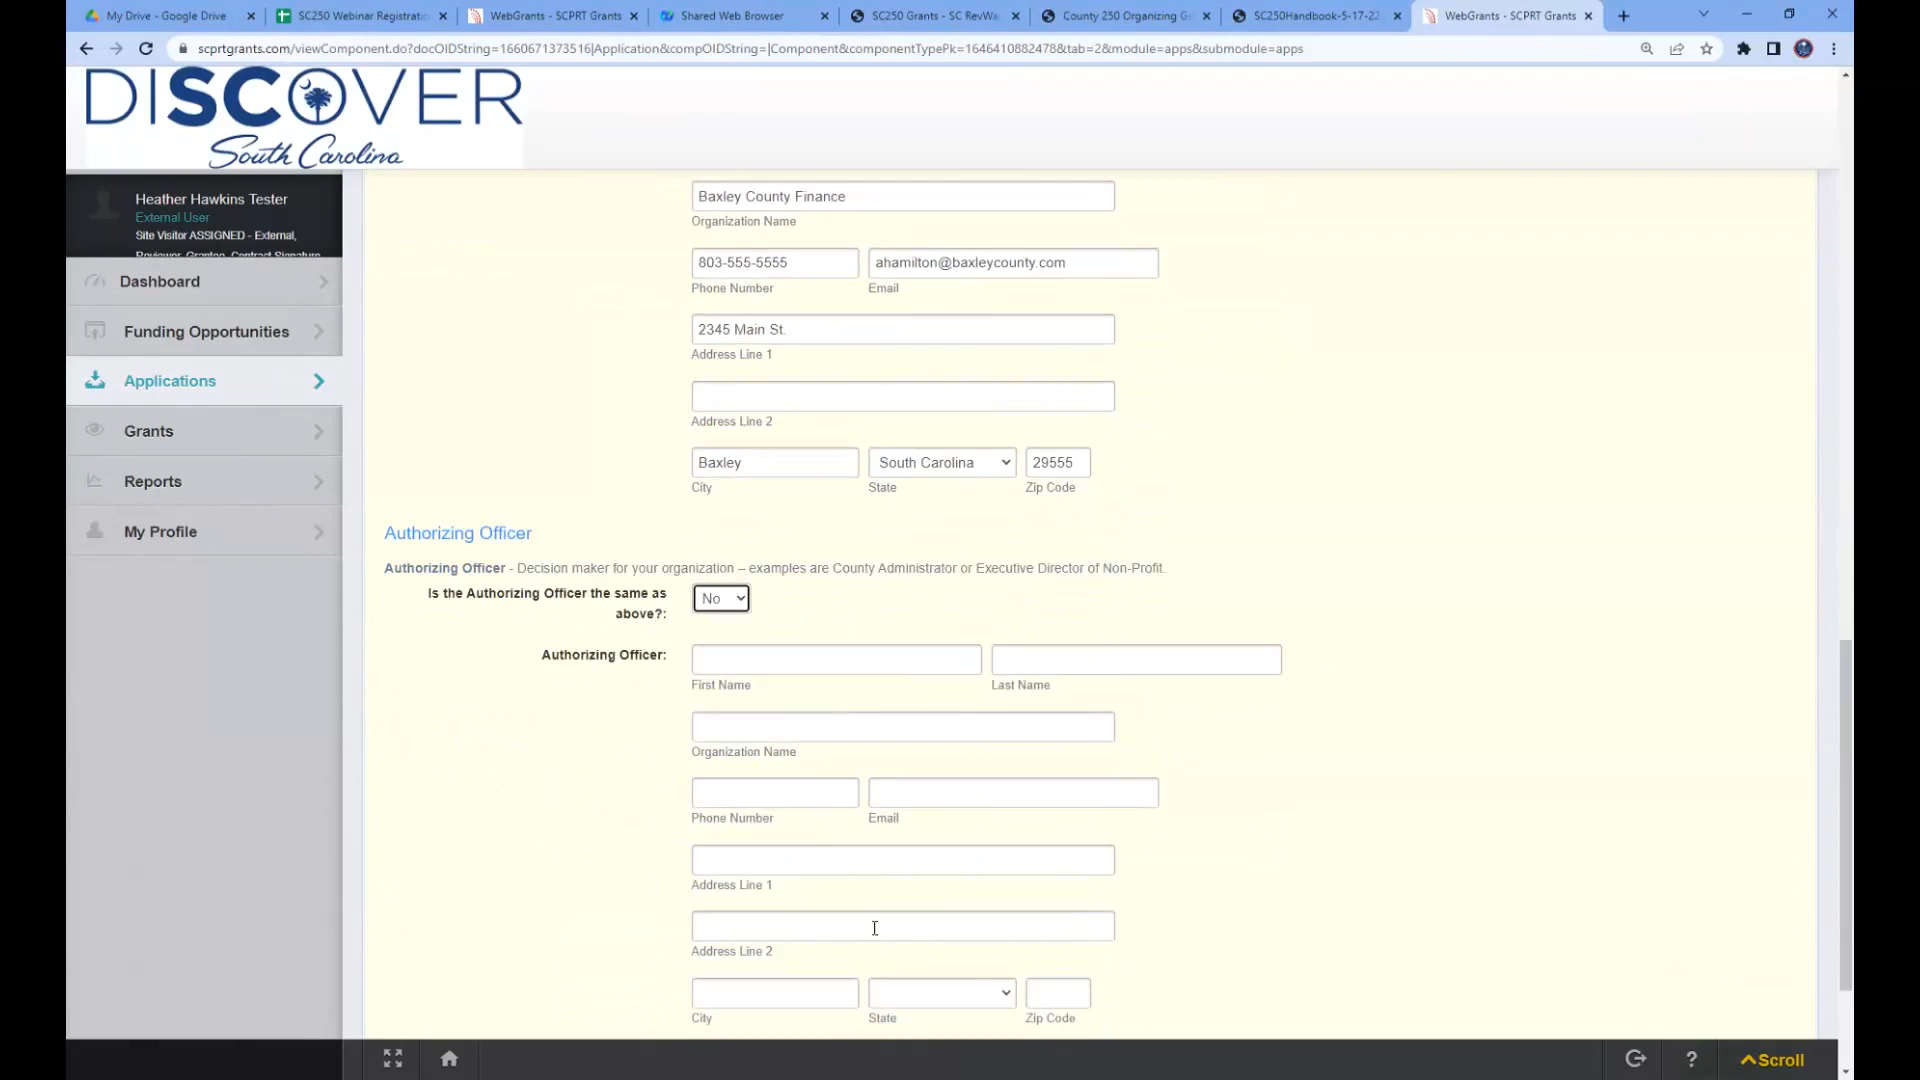 My Drive - Google Drive
SC250 Webinar Registrati
WebGrants - SCPRT Grants
Shared Web Browser
SC250 Grants - SC RevWa
County 250 Organizing Gr
SC250Handbook-5-17-22
WebGrants - SCPRT Grants
scprtgrants.com/viewComponent.do?docOIDString=1660671373516|Application&compOIDString=|Component&componentTypePk=1646410882478&tab=2&module=apps&submodule=apps
DISCOVER
South Carolina
Heather Hawkins Tester
External User
Site Visitor ASSIGNED - External,
Reviewer, Grantee, Contract Signature
Dashboard
Funding Opportunities
Applications
Grants
Reports
My Profile
Baxley County Finance
Organization Name
803-555-5555
ahamilton@baxleycounty.com
Phone Number
Email
2345 Main St.
Address Line 1
Address Line 2
Baxley
South Carolina
29555
City
State
Zip Code
Authorizing Officer
Authorizing Officer - Decision maker for your organization – examples are County Administrator or Executive Director of Non-Profit.
Is the Authorizing Officer the same as
above?:
No
Authorizing Officer:
First Name
Last Name
Organization Name
Phone Number
Email
Address Line 1
Address Line 2
City
State
Zip Code
?
Scroll